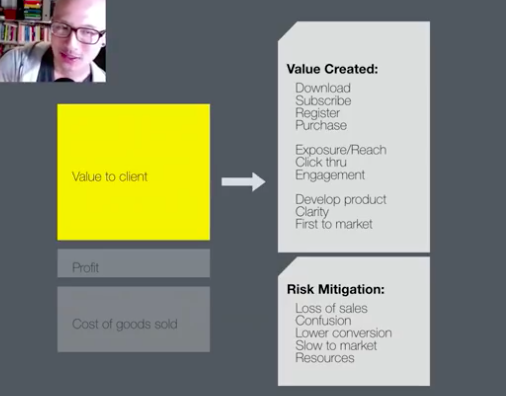 Value to client
Profit
Cost of goods sold
Value Created:
Download
Subscribe
Register
Purchase
Exposure/Reach
Click thru
Engagement
Develop product
Clarity
First to market
Risk Mitigation:
Loss of sales
Confusion
Lower conversion
Slow to market
Resources